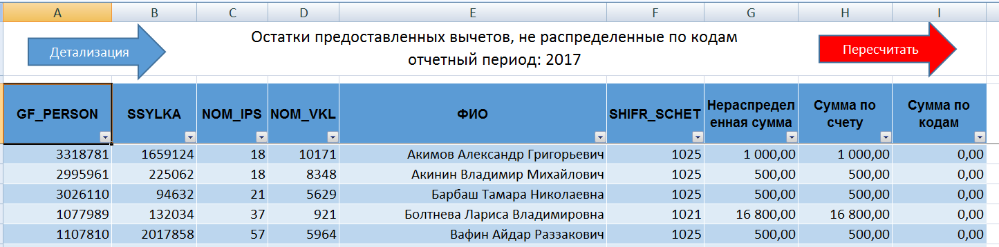 A B C D E F G H I
Остатки предоставленных вычетов, не распределенные по кодам
Детализация
Пересчитать
отчетный период: 2017
GF_PERSON SSYLKA NOM_IPS NOM_VKL ФИО SHIFR_SCHET Нераспредел Сумма по Сумма по
енная сумма счету кодам
3318781 1659124 18 10171 Акимов Александр Григорьевич 1025 1 000,00 1 000,00 0,00
2995961 225062 18 8348 Акинин Владимир Михайлович 1025 500,00 500,00 0,00
3026110 94632 21 5629 Барбаш Тамара Николаевна 1025 500,00 500,00 0,00
1077989 132034 37 921 Болтнева Лариса Владимировна 1021 16 800,00 16 800,00 0,00
1107810 2017858 57 5964 Вафин Айдар Раззакович 1025 500,00 500,00 0,00